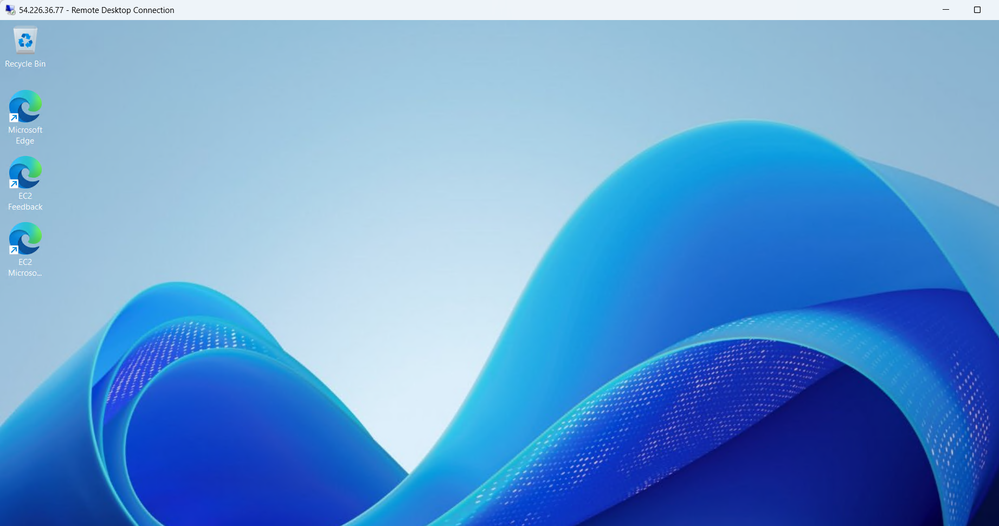 54.226.36.77 - Remote Desktop Connection
Recycle Bin
Microsoft
Edge
EC2
Feedback
EC2
Microso...